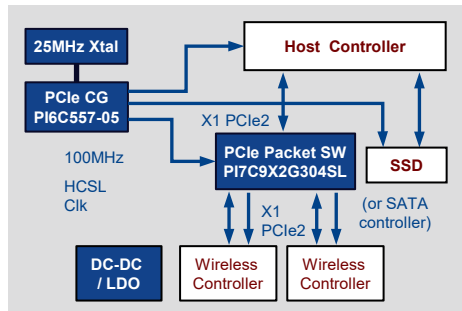 25MHz Xtal
Host Controller
PCIe CG
PI6C557-05
X1 PCIe2
100MHz
HCSL
Clk
PCIe Packet SW
PI7C9X2G304SL
SSD
(or SATA
controller)
X1
PCIe2
DC-DC
/ LDO
Wireless
Controller
Wireless
Controller